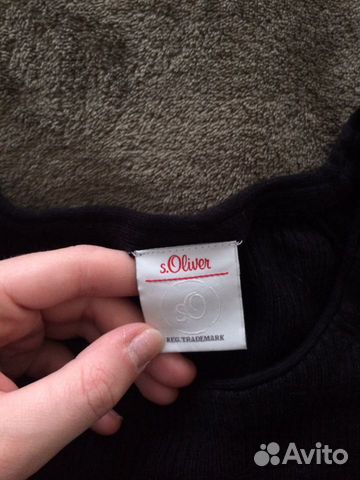 s.Oliver
sO
REG. TRADEMARK
Avito